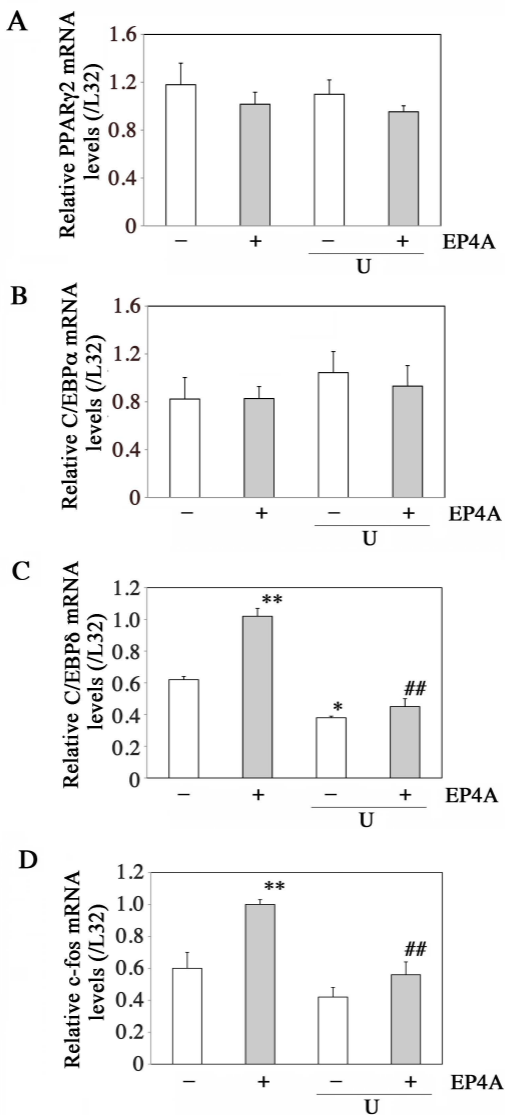 A
Relative PPARγ2 mRNA
levels (/L32)
1.6
1.2
0.8
0.4
0
− + − + EP4A
U
B
Relative C/EBPα mRNA
levels (/L32)
1.6
1.2
0.8
0.4
0
− + − + EP4A
U
C
Relative C/EBPδ mRNA
levels (/L32)
1.2
1.0
0.8
0.6
0.4
0.2
0
**
*
##
− + − + EP4A
U
D
Relative c-fos mRNA
levels (/L32)
1.2
1.0
0.8
0.6
0.4
0.2
0
**
##
− + − + EP4A
U